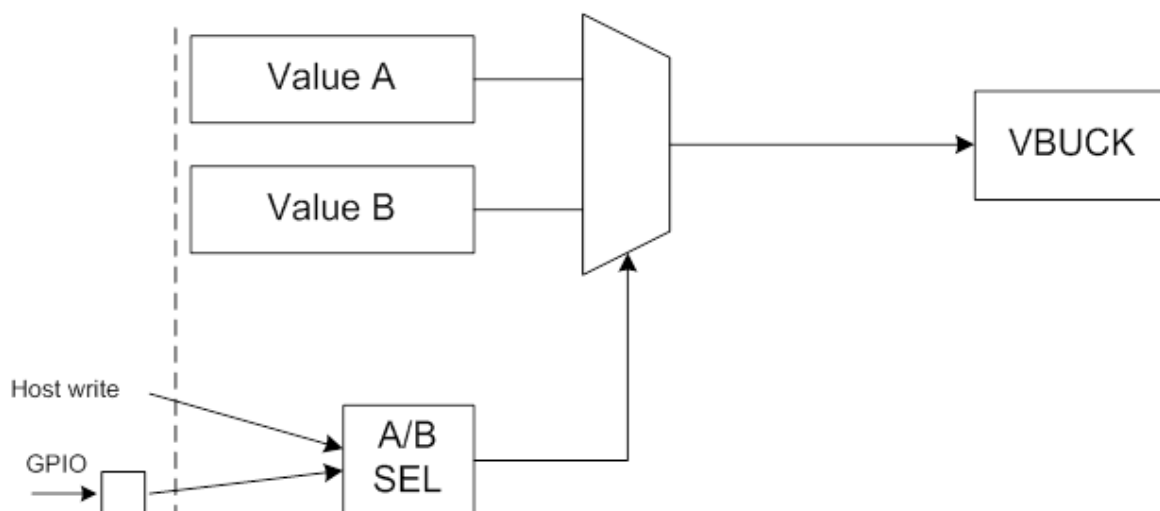 Value A
VBUCK
Value B
Host write
A/B
SEL
GPIO